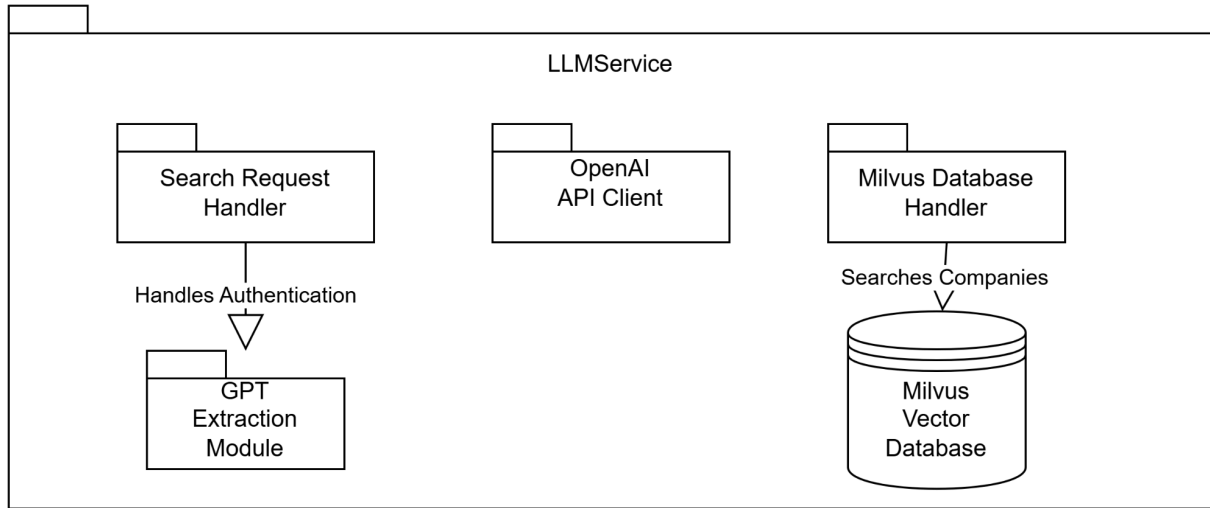 LLMService
Search Request
Handler
OpenAI
API Client
Milvus Database
Handler
Handles Authentication
Searches Companies
GPT
Extraction
Module
Milvus
Vector
Database